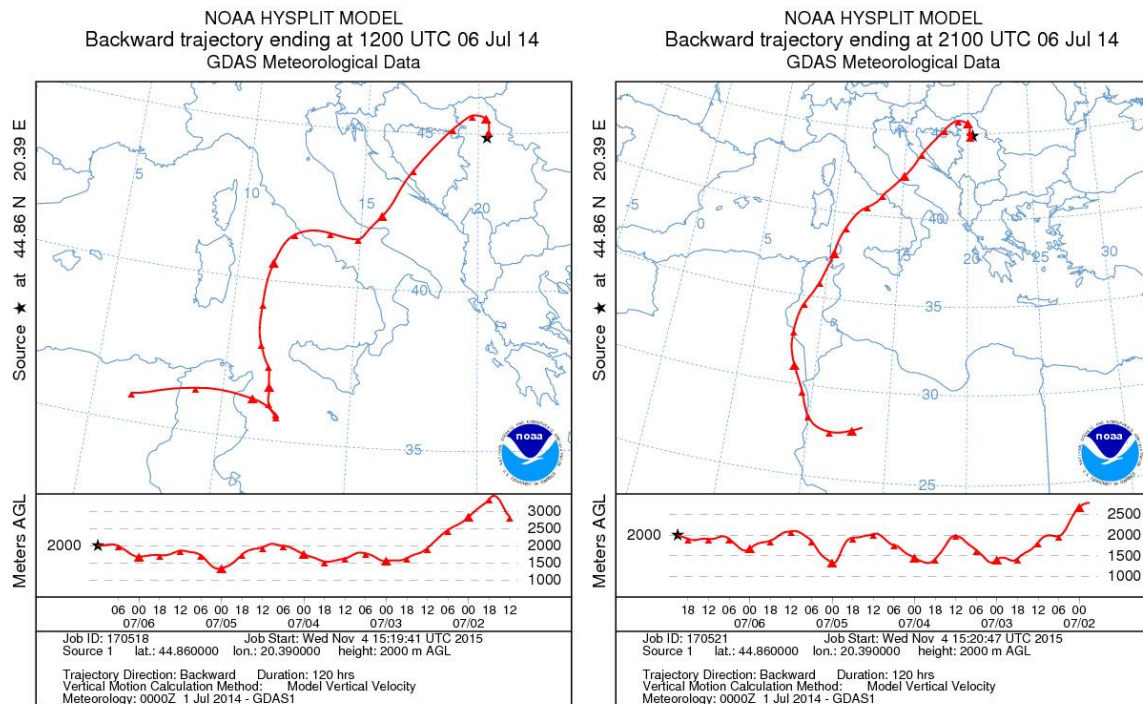 NOAA HYSPLIT MODEL
Backward trajectory ending at 1200 UTC 06 Jul 14
GDAS Meteorological Data
Source ★ at 44.86 N 20.39 E
45
5
10
15
20
40
35
noaa
Meters AGL
2000
3000
2500
2000
1500
1000
06 00 18 12 06 00 18 12 06 00 18 12 06 00 18 12 06 00 18 12
07/06 07/05 07/04 07/03 07/02
Job ID: 170518 Job Start: Wed Nov 4 15:19:41 UTC 2015
Source 1 lat.: 44.860000 lon.: 20.390000 height: 2000 m AGL
Trajectory Direction: Backward Duration: 120 hrs
Vertical Motion Calculation Method: Model Vertical Velocity
Meteorology: 0000Z 1 Jul 2014 - GDAS1
NOAA HYSPLIT MODEL
Backward trajectory ending at 2100 UTC 06 Jul 14
GDAS Meteorological Data
Source ★ at 44.86 N 20.39 E
45
5
0
5
10
15
20
25
30
40
35
30
25
noaa
Meters AGL
2000
2500
2000
1500
1000
18 12 06 00 18 12 06 00 18 12 06 00 18 12 06 00 18 12 06 00
07/06 07/05 07/04 07/03 07/02
Job ID: 170521 Job Start: Wed Nov 4 15:20:47 UTC 2015
Source 1 lat.: 44.860000 lon.: 20.390000 height: 2000 m AGL
Trajectory Direction: Backward Duration: 120 hrs
Vertical Motion Calculation Method: Model Vertical Velocity
Meteorology: 0000Z 1 Jul 2014 - GDAS1